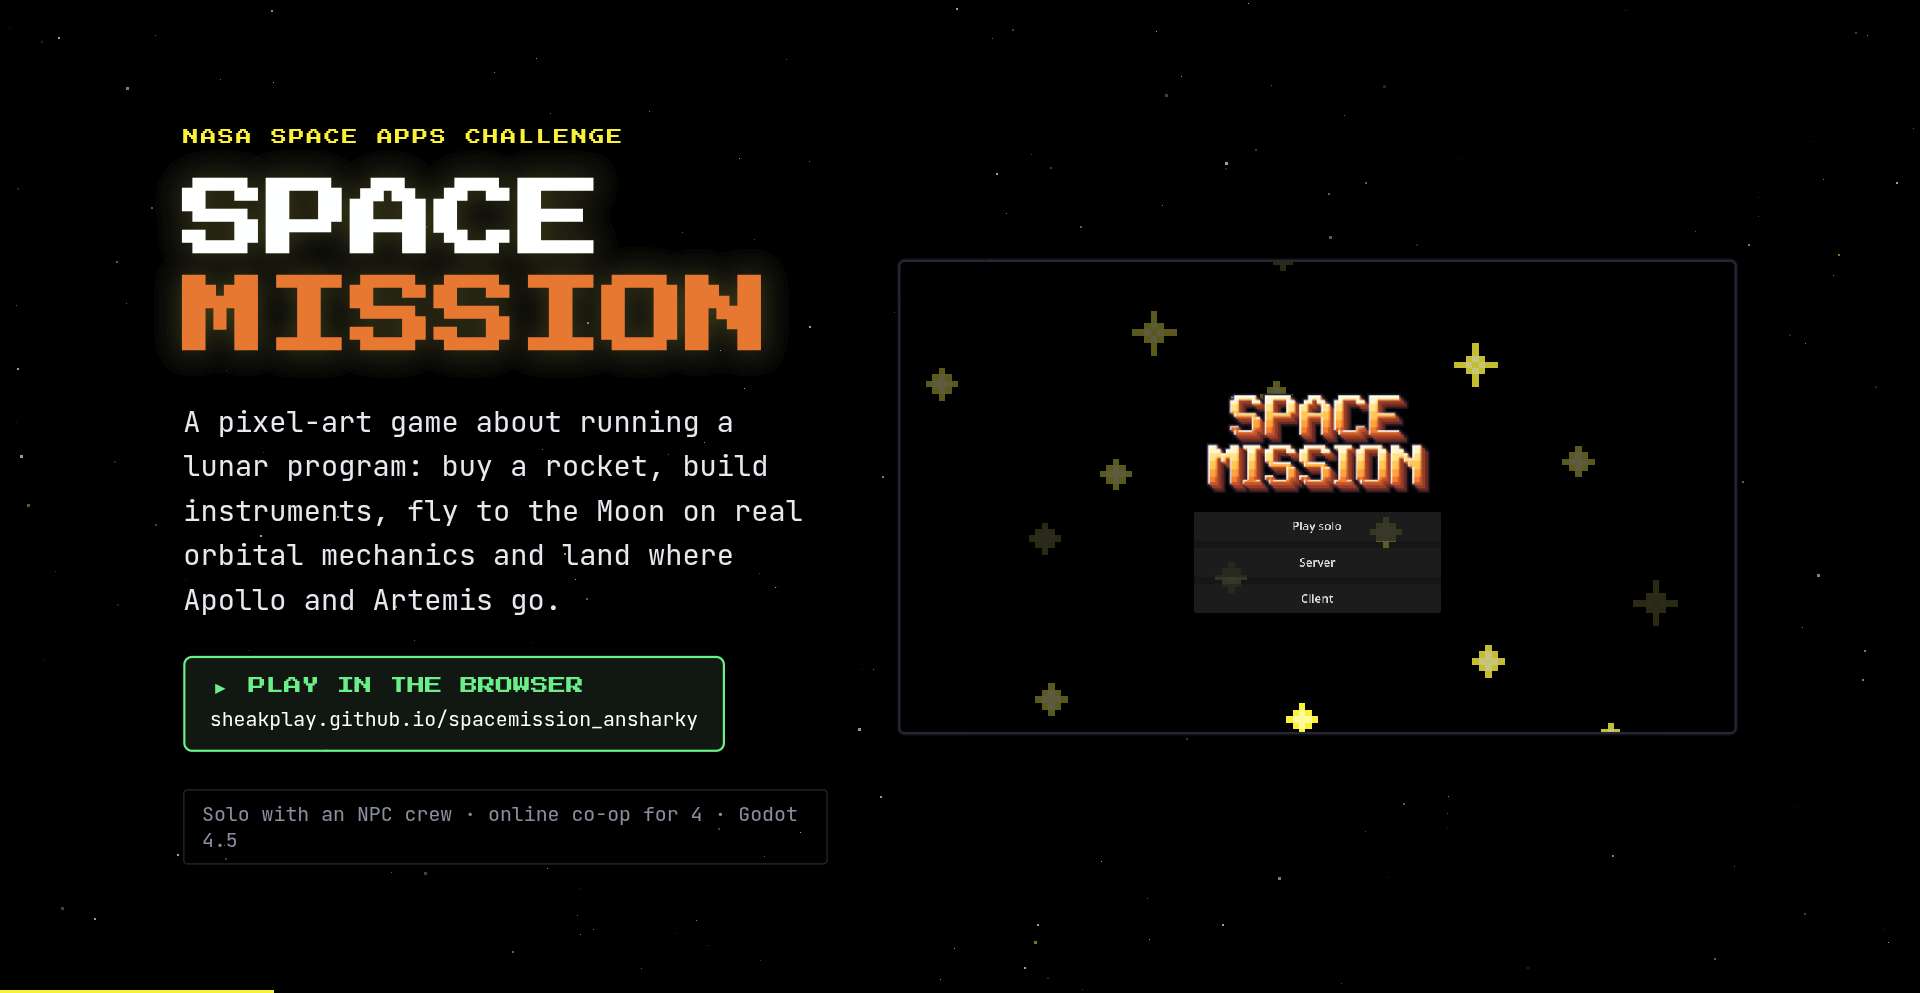 NASA SPACE APPS CHALLENGE
SPACE
MISSION
A pixel-art game about running a
lunar program: buy a rocket, build
instruments, fly to the Moon on real
orbital mechanics and land where
Apollo and Artemis go.
▶ PLAY IN THE BROWSER
sheakplay.github.io/spacemission_ansharky
Solo with an NPC crew · online co-op for 4 · Godot
4.5
SPACE
MISSION
Play solo
Server
Client